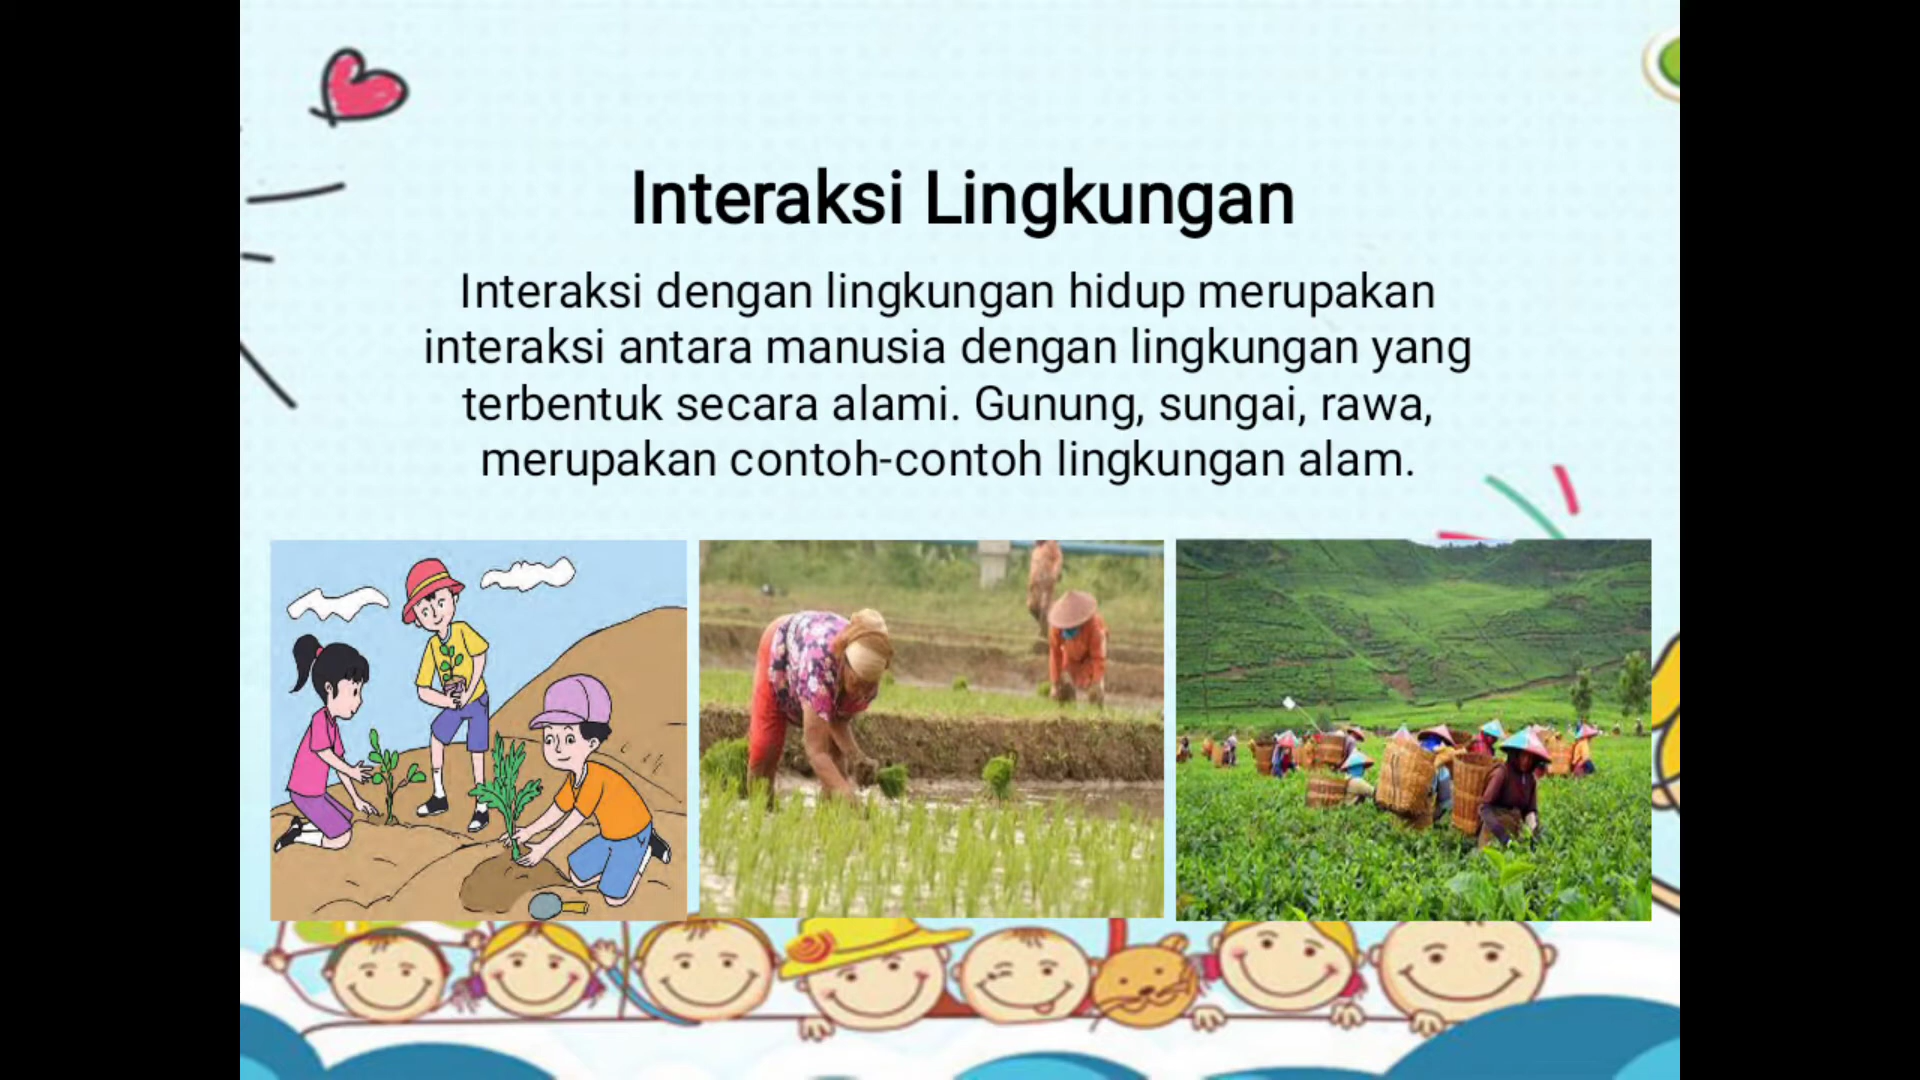 Interaksi Lingkungan
Interaksi dengan lingkungan hidup merupakan
interaksi antara manusia dengan lingkungan yang
terbentuk secara alami. Gunung, sungai, rawa,
merupakan contoh-contoh lingkungan alam.